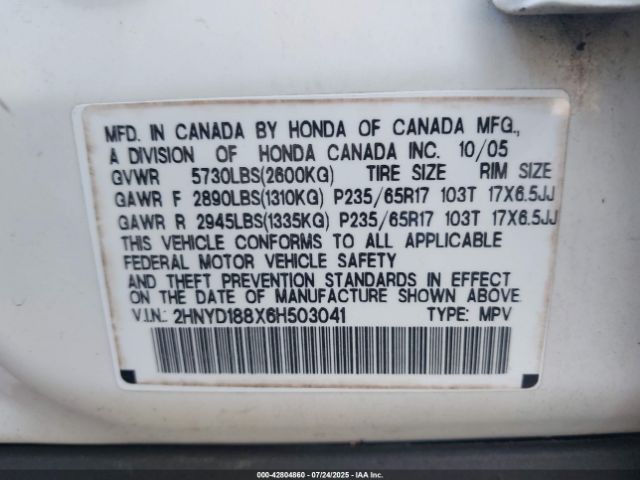 MFD. IN CANADA BY HONDA OF CANADA MFG.,
A DIVISION OF HONDA CANADA INC. 10/05
GVWR 5730LBS(2600KG) TIRE SIZE RIM SIZE
GAWR F 2890LBS(1310KG) P235/65R17 103T 17X6.5JJ
GAWR R 2945LBS(1335KG) P235/65R17 103T 17X6.5JJ
THIS VEHICLE CONFORMS TO ALL APPLICABLE
FEDERAL MOTOR VEHICLE SAFETY
AND THEFT PREVENTION STANDARDS IN EFFECT
ON THE DATE OF MANUFACTURE SHOWN ABOVE.
V.I.N.: 2HNYD188X6H503041 TYPE: MPV
000-42804860 - 07/24/2025 - IAAI, Inc.